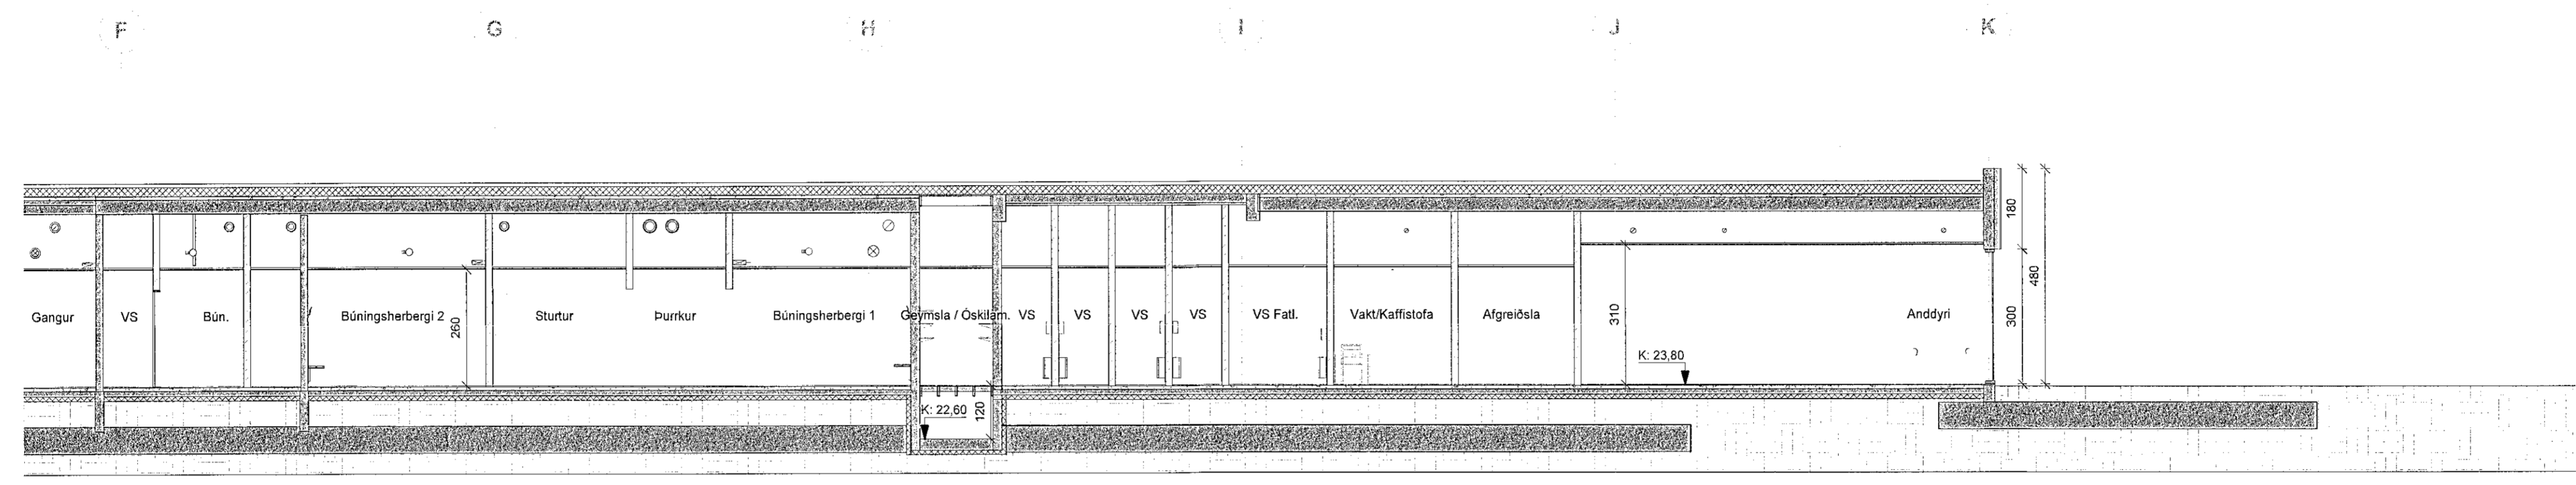 F G H I J K
180
480
Gangur VS Bún. Búningsherbergi 2 Sturtur Þurrkur Búningsherbergi 1 Geymsla / Óskilam. VS VS VS VS VS Fatl. Vakt/Kaffistofa Afgreiðsla Anddyri
260
310
300
K: 23,80
K: 22,60
120